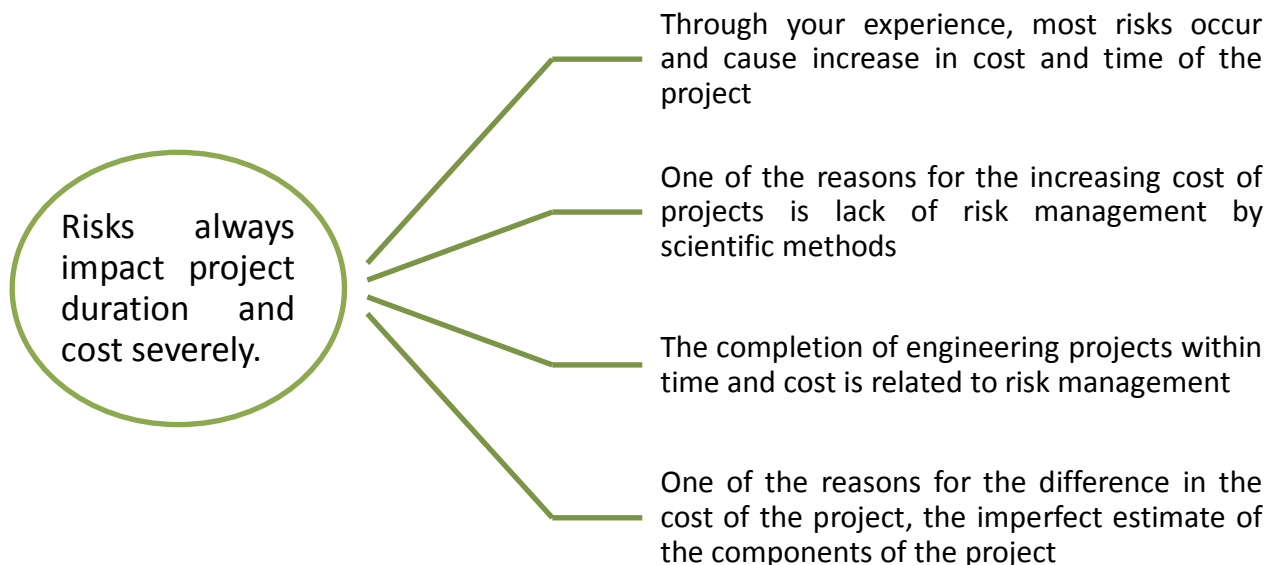 Risks always
impact project
duration and
cost severely.
Through your experience, most risks occur
and cause increase in cost and time of the
project
One of the reasons for the increasing cost of
projects is lack of risk management by
scientific methods
The completion of engineering projects within
time and cost is related to risk management
One of the reasons for the difference in the
cost of the project, the imperfect estimate of
the components of the project